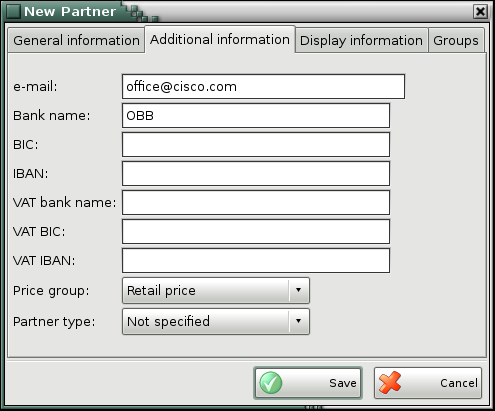 New Partner
General information Additional information Display information Groups
e-mail: office@cisco.com
Bank name: OBB
BIC:
IBAN:
VAT bank name:
VAT BIC:
VAT IBAN:
Price group: Retail price
Partner type: Not specified
Save Cancel